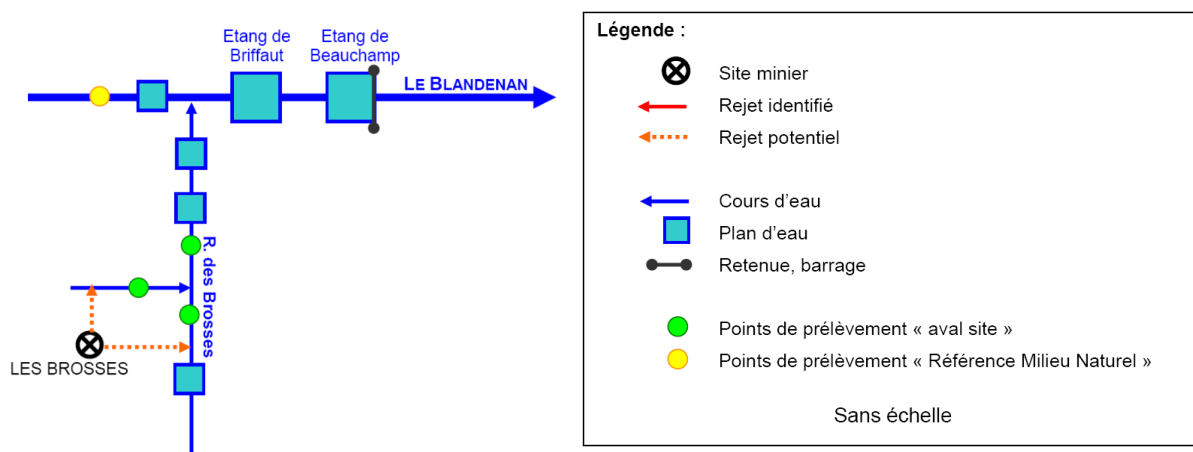 Etang de
Briffaut
Etang de
Beauchamp
LE BLANDENAN
R. des Brosses
LES BROSSES
Légende :
Site minier
Rejet identifié
Rejet potentiel
Cours d'eau
Plan d'eau
Retenue, barrage
Points de prélèvement « aval site »
Points de prélèvement « Référence Milieu Naturel »
Sans échelle